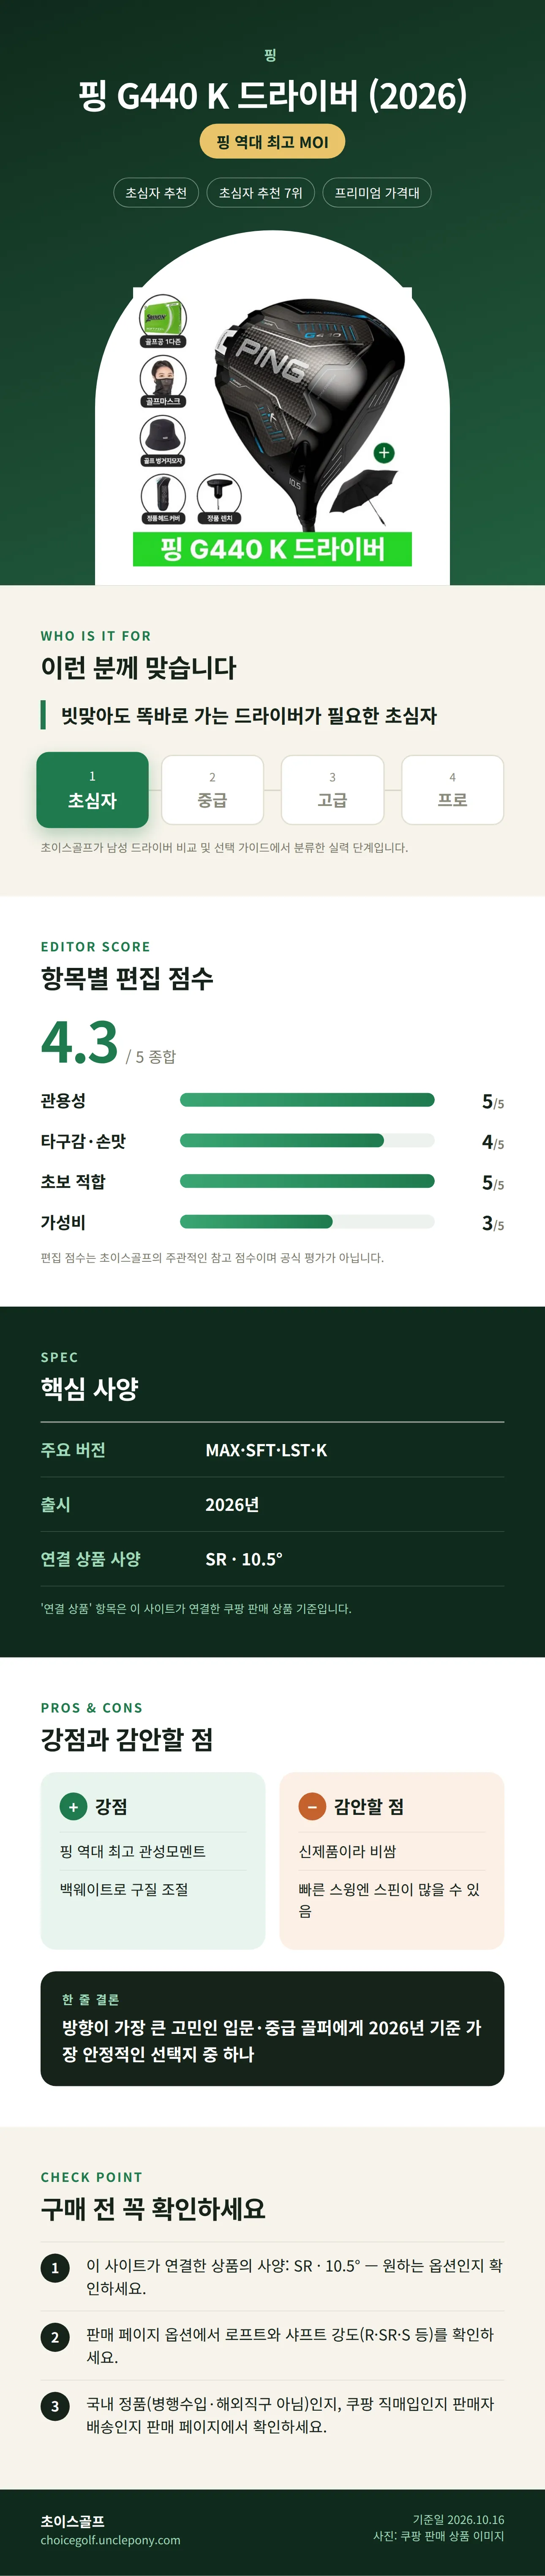 핑
핑 G440 K 드라이버 (2026)
핑 역대 최고 MOI
초심자 추천
초심자 추천 7위
프리미엄 가격대
SRIXON
골프공 1다즌
골프마스크
골프 벙거지모자
정품 헤드커버
정품 렌치
PING
G440
10.5
+
핑 G440 K 드라이버
WHO IS IT FOR
이런 분께 맞습니다
빗맞아도 똑바로 가는 드라이버가 필요한 초심자
1
초심자
2
중급
3
고급
4
프로
초이스골프가 남성 드라이버 비교 및 선택 가이드에서 분류한 실력 단계입니다.
EDITOR SCORE
항목별 편집 점수
4.3 / 5 종합
관용성 5/5
타구감·손맛 4/5
초보 적합 5/5
가성비 3/5
편집 점수는 초이스골프의 주관적인 참고 점수이며 공식 평가가 아닙니다.
SPEC
핵심 사양
주요 버전 MAX·SFT·LST·K
출시 2026년
연결 상품 사양 SR · 10.5°
'연결 상품' 항목은 이 사이트가 연결한 쿠팡 판매 상품 기준입니다.
PROS & CONS
강점과 감안할 점
+ 강점
핑 역대 최고 관성모멘트
백웨이트로 구질 조절
− 감안할 점
신제품이라 비쌈
빠른 스윙엔 스핀이 많을 수 있
음
한 줄 결론
방향이 가장 큰 고민인 입문·중급 골퍼에게 2026년 기준 가
장 안정적인 선택지 중 하나
CHECK POINT
구매 전 꼭 확인하세요
1 이 사이트가 연결한 상품의 사양: SR · 10.5° — 원하는 옵션인지 확
인하세요.
2 판매 페이지 옵션에서 로프트와 샤프트 강도(R·SR·S 등)를 확인하
세요.
3 국내 정품(병행수입·해외직구 아님)인지, 쿠팡 직매입인지 판매자
배송인지 판매 페이지에서 확인하세요.
초이스골프
choicegolf.unclepony.com
기준일 2026.10.16
사진: 쿠팡 판매 상품 이미지